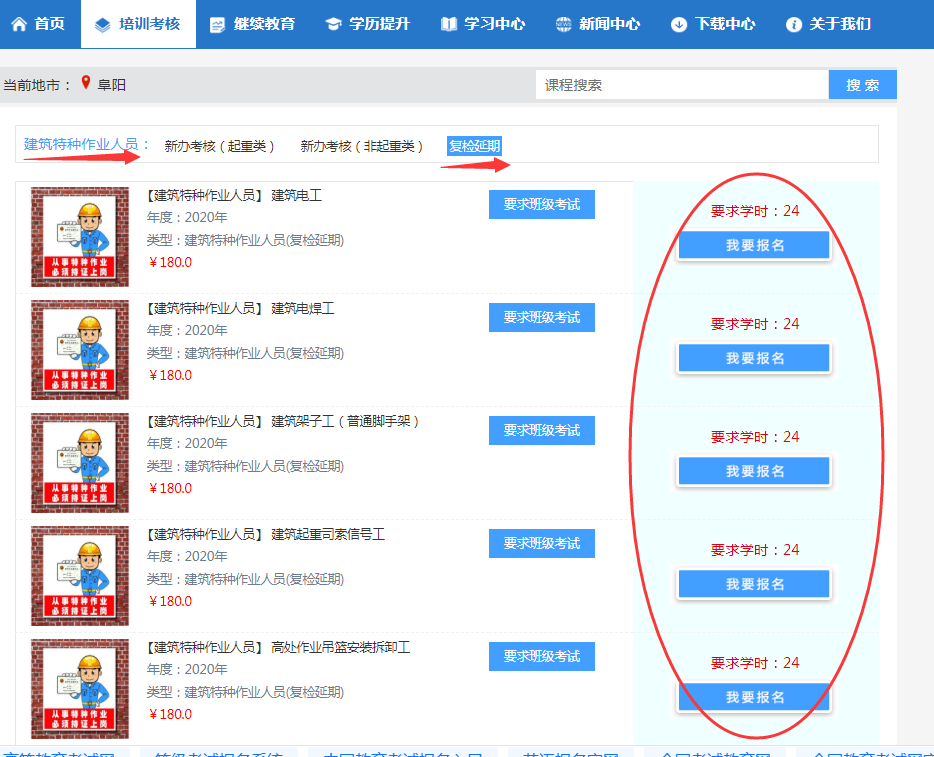 首页 培训考核 继续教育 学历提升 学习中心 新闻中心 下载中心 关于我们
当前地市： 阜阳 课程搜索 搜 索
建筑特种作业人员： 新办考核（起重类） 新办考核（非起重类） 复检延期
【建筑特种作业人员】 建筑电工
年度：2020年
类型：建筑特种作业人员(复检延期)
￥180.0
要求班级考试
要求学时：24
我要报名
从事特种作业
必须持证上岗
【建筑特种作业人员】 建筑电焊工
年度：2020年
类型：建筑特种作业人员(复检延期)
￥180.0
要求班级考试
要求学时：24
我要报名
从事特种作业
必须持证上岗
【建筑特种作业人员】 建筑架子工（普通脚手架）
年度：2020年
类型：建筑特种作业人员(复检延期)
￥180.0
要求班级考试
要求学时：24
我要报名
从事特种作业
必须持证上岗
【建筑特种作业人员】 建筑起重司索信号工
年度：2020年
类型：建筑特种作业人员(复检延期)
￥180.0
要求班级考试
要求学时：24
我要报名
从事特种作业
必须持证上岗
【建筑特种作业人员】 高处作业吊篮安装拆卸工
年度：2020年
类型：建筑特种作业人员(复检延期)
￥180.0
要求班级考试
要求学时：24
我要报名
从事特种作业
必须持证上岗